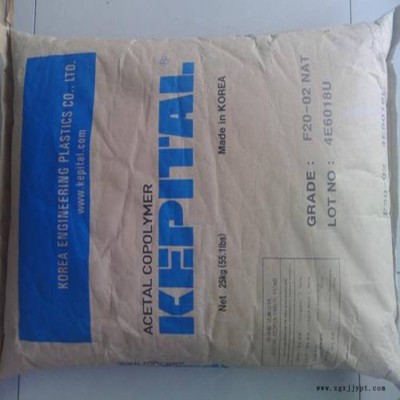 KOREA ENGINEERING PLASTICS CO., LTD.
www.kepital.com
ACETAL COPOLYMER
KEPITAL®
Net. 25kg (55.1lbs)
Made in KOREA
GRADE : F20-02 NAT
LOT NO : 4E6018U
www.xgxjjypt.com